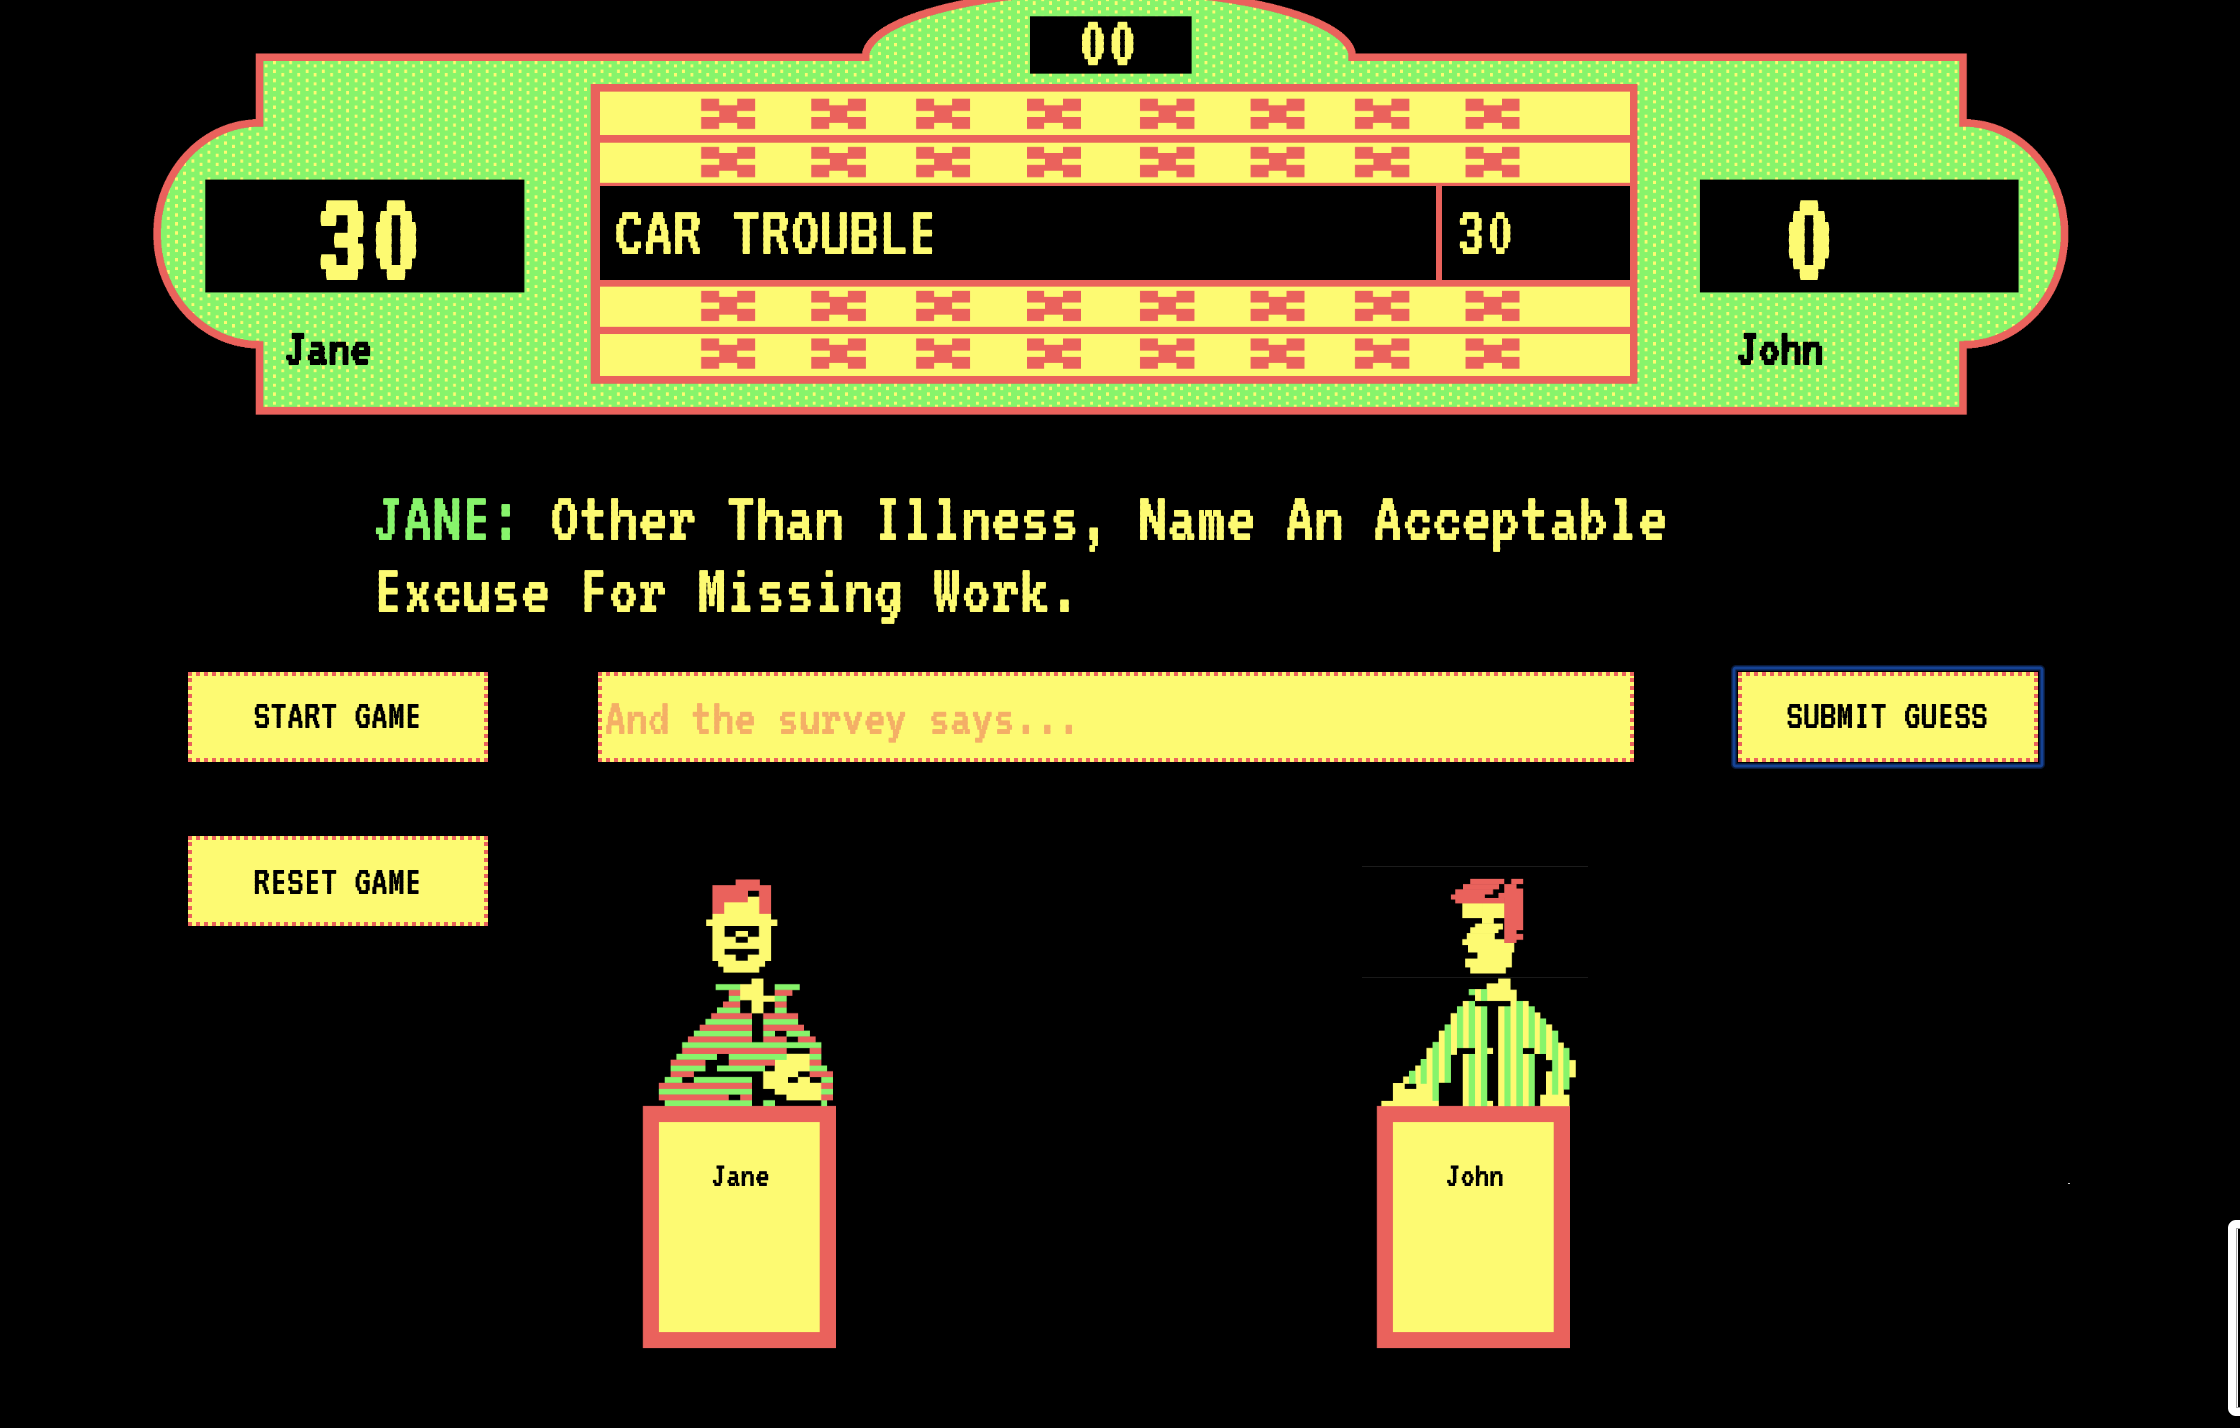 00
30
CAR TROUBLE 30
0
Jane
John
JANE: Other Than Illness, Name An Acceptable
Excuse For Missing Work.
START GAME
And the survey says...
SUBMIT GUESS
RESET GAME
Jane
John